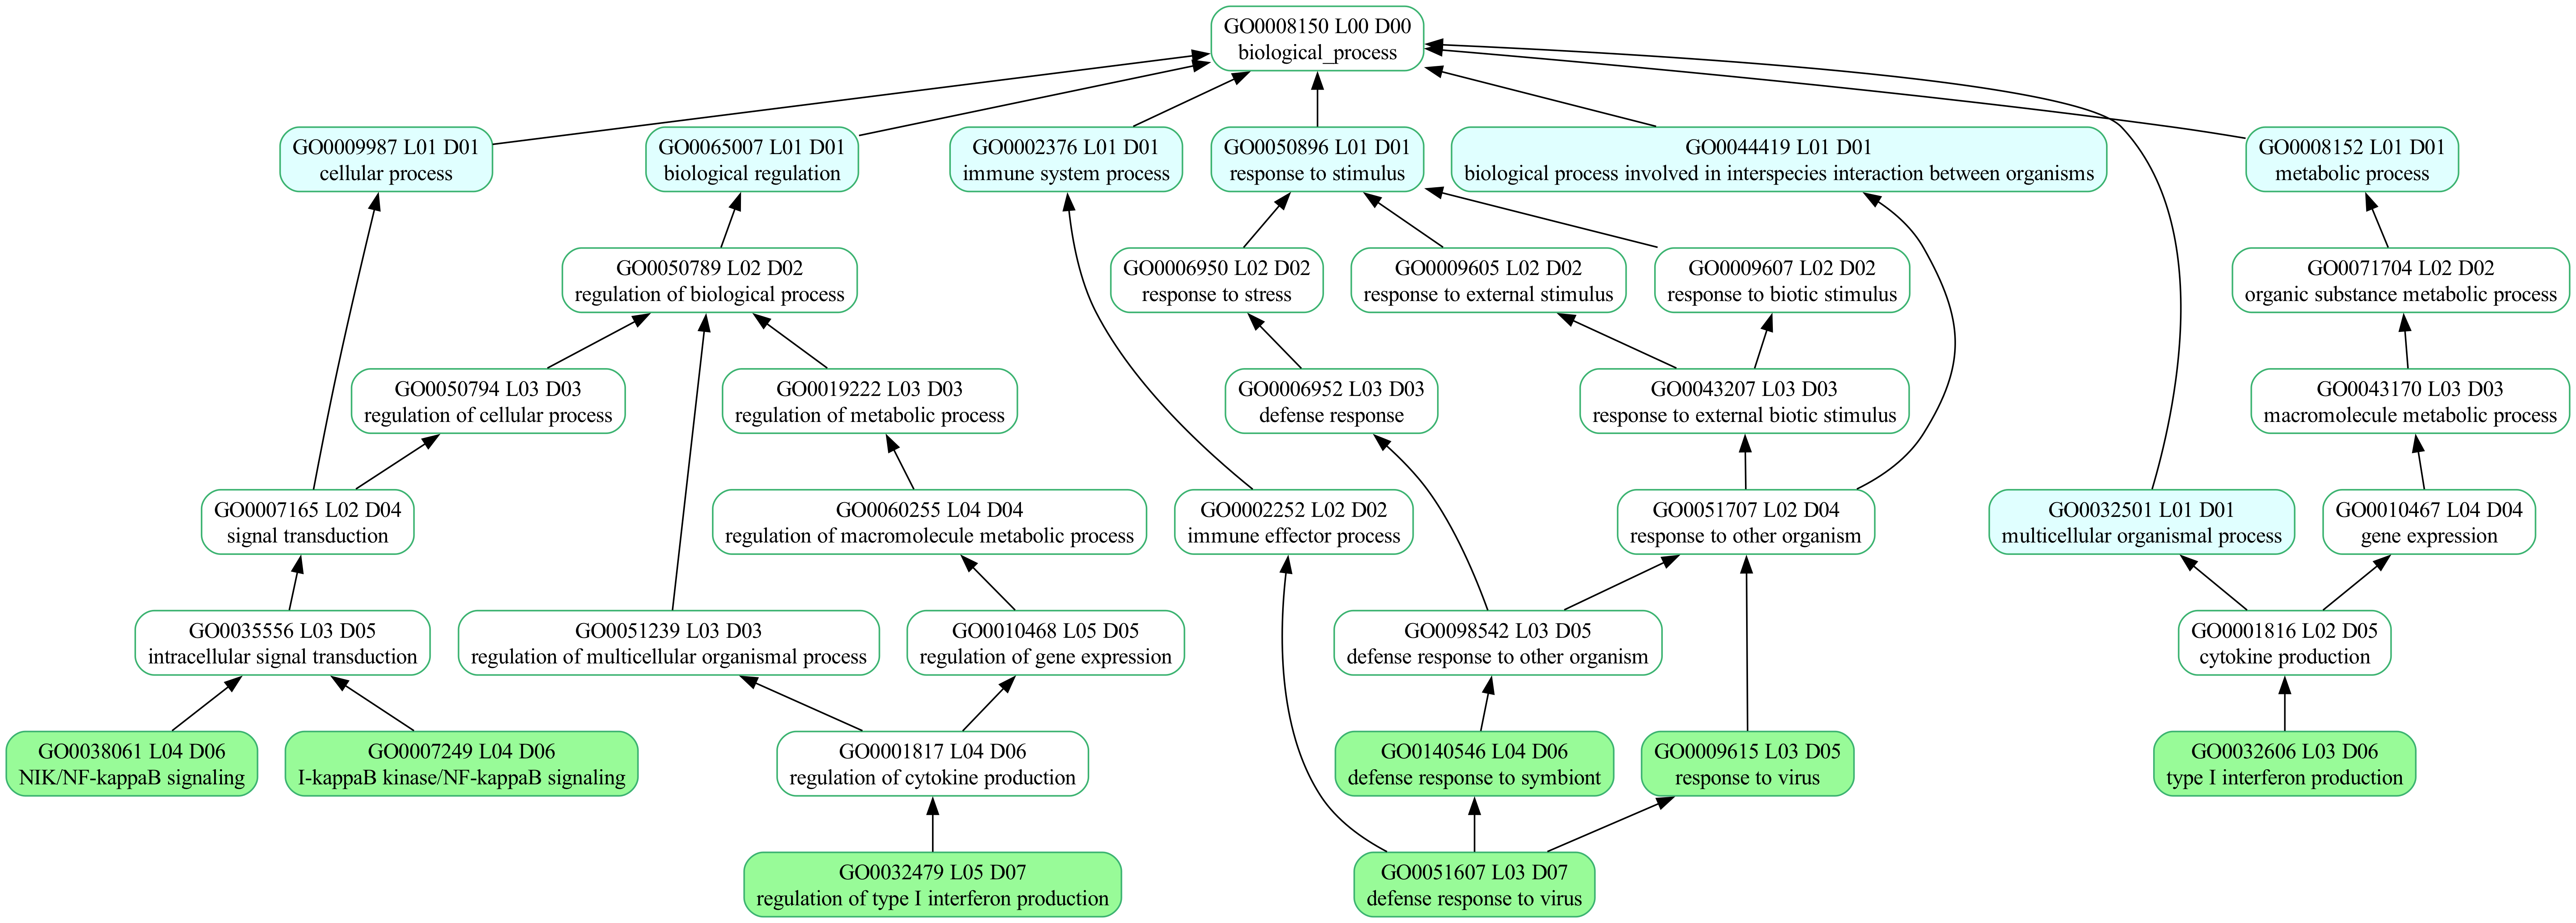 GO0008150 L00 D00
biological_process
GO0009987 L01 D01
cellular process
GO0065007 L01 D01
biological regulation
GO0002376 L01 D01
immune system process
GO0050896 L01 D01
response to stimulus
GO0044419 L01 D01
biological process involved in interspecies interaction between organisms
GO0008152 L01 D01
metabolic process
GO0050789 L02 D02
regulation of biological process
GO0006950 L02 D02
response to stress
GO0009605 L02 D02
response to external stimulus
GO0009607 L02 D02
response to biotic stimulus
GO0071704 L02 D02
organic substance metabolic process
GO0050794 L03 D03
regulation of cellular process
GO0019222 L03 D03
regulation of metabolic process
GO0006952 L03 D03
defense response
GO0043207 L03 D03
response to external biotic stimulus
GO0043170 L03 D03
macromolecule metabolic process
GO0007165 L02 D04
signal transduction
GO0060255 L04 D04
regulation of macromolecule metabolic process
GO0002252 L02 D02
immune effector process
GO0051707 L02 D04
response to other organism
GO0032501 L01 D01
multicellular organismal process
GO0010467 L04 D04
gene expression
GO0035556 L03 D05
intracellular signal transduction
GO0051239 L03 D03
regulation of multicellular organismal process
GO0010468 L05 D05
regulation of gene expression
GO0098542 L03 D05
defense response to other organism
GO0001816 L02 D05
cytokine production
GO0038061 L04 D06
NIK/NF-kappaB signaling
GO0007249 L04 D06
I-kappaB kinase/NF-kappaB signaling
GO0001817 L04 D06
regulation of cytokine production
GO0140546 L04 D06
defense response to symbiont
GO0009615 L03 D05
response to virus
GO0032606 L03 D06
type I interferon production
GO0032479 L05 D07
regulation of type I interferon production
GO0051607 L03 D07
defense response to virus